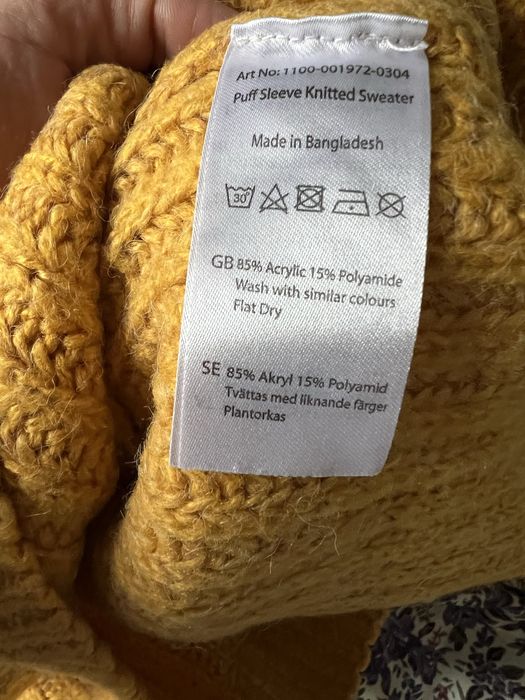 Art No: 1100-001972-0304
Puff Sleeve Knitted Sweater
Made in Bangladesh
30°
GB 85% Acrylic 15% Polyamide
Wash with similar colours
Flat Dry
SE 85% Akryl 15% Polyamid
Tvättas med liknande färger
Plantorkas